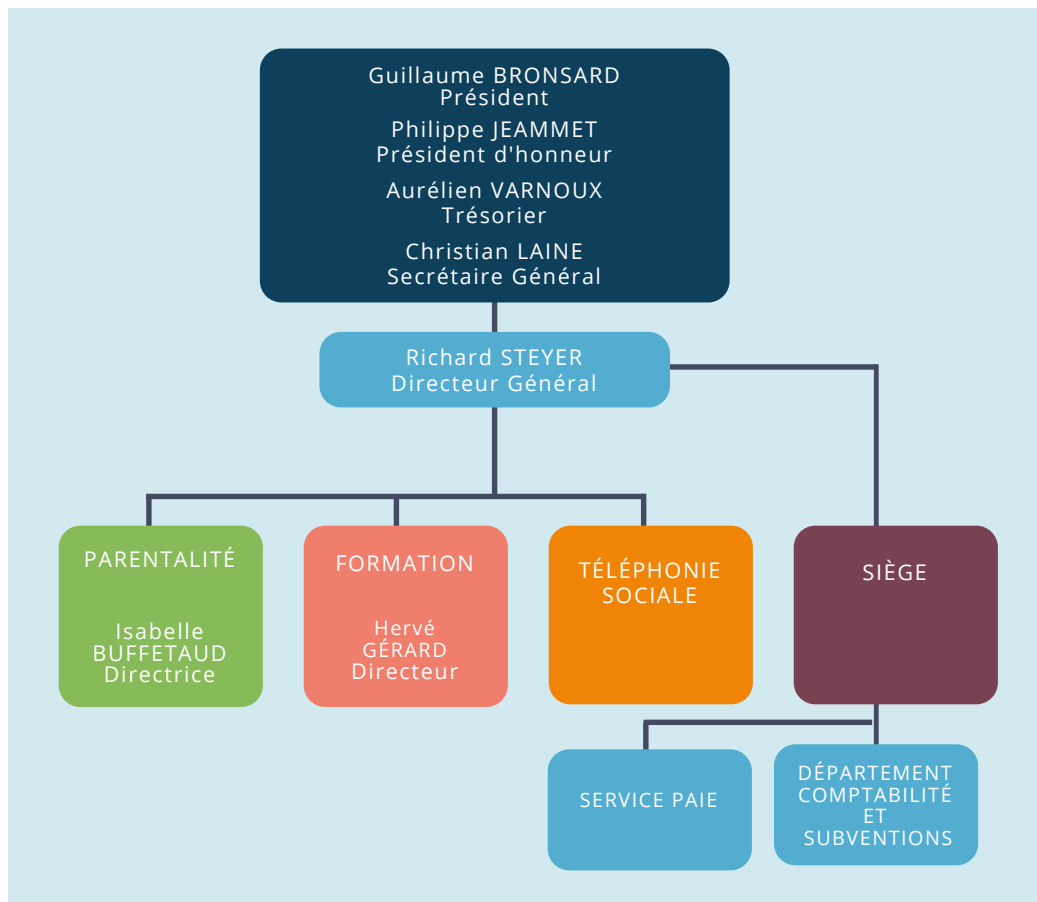 Guillaume BRONSARD
Président
Philippe JEAMMET
Président d'honneur
Aurélien VARNOUX
Trésorier
Christian LAINE
Secrétaire Général
Richard STEYER
Directeur Général
PARENTALITÉ
Isabelle
BUFFETAUD
Directrice
FORMATION
Hervé
GÉRARD
Directeur
TÉLÉPHONIE
SOCIALE
SIÈGE
SERVICE PAIE
DÉPARTEMENT
COMPTABILITÉ
ET
SUBVENTIONS